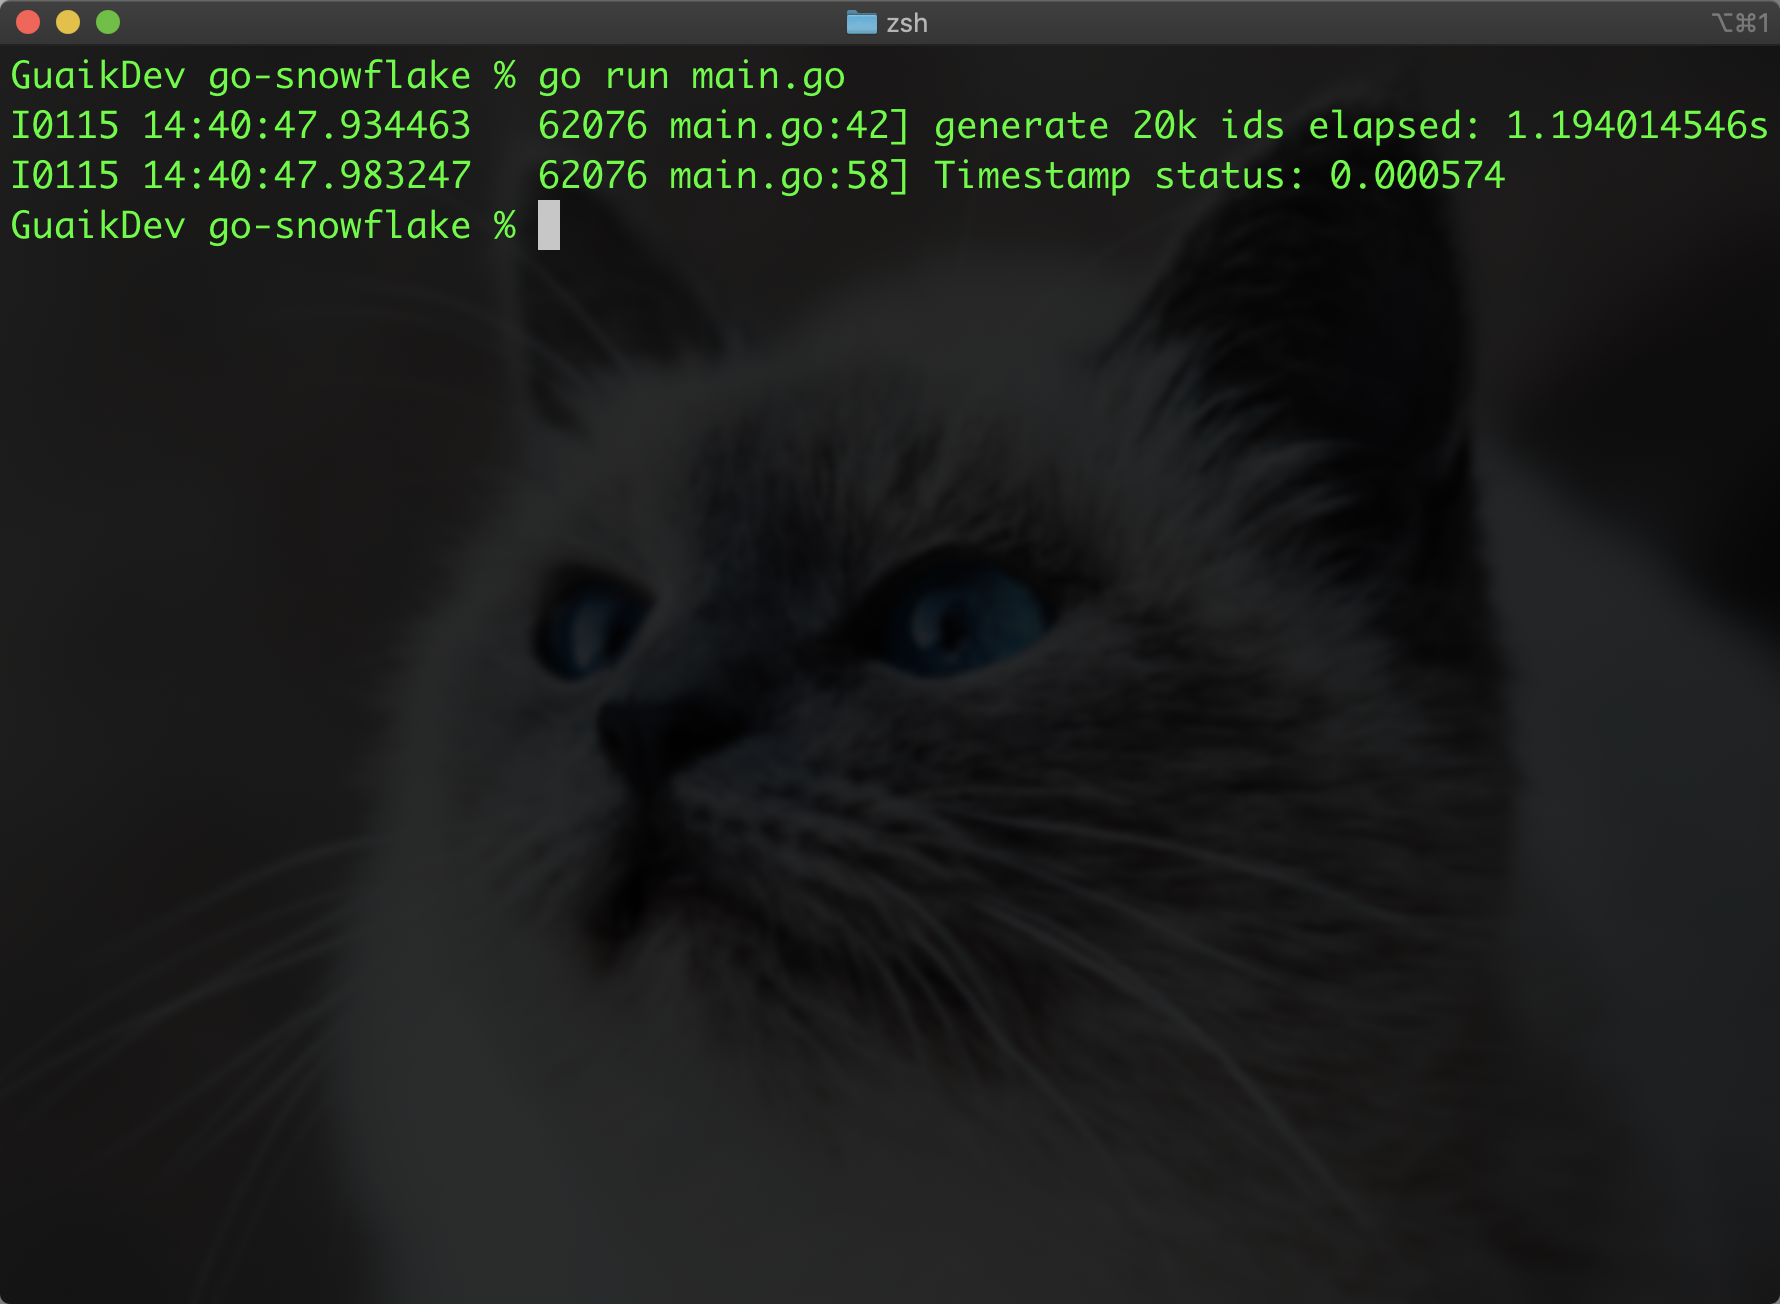 zsh ⌥⌘1
GuaikDev go-snowflake % go run main.go
I0115 14:40:47.934463   62076 main.go:42] generate 20k ids elapsed: 1.194014546s
I0115 14:40:47.983247   62076 main.go:58] Timestamp status: 0.000574
GuaikDev go-snowflake %